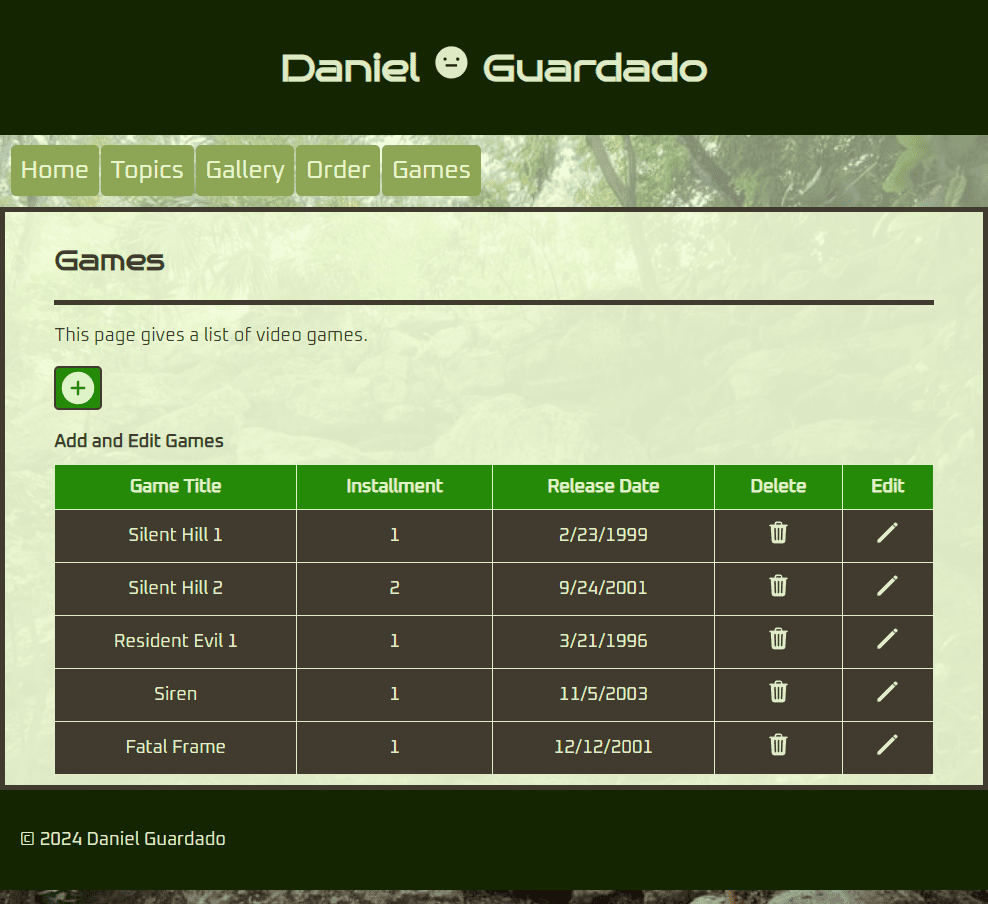 Daniel Guardado
Home Topics Gallery Order Games
Games
This page gives a list of video games.
Add and Edit Games
Game Title Installment Release Date Delete Edit
Silent Hill 1 1 2/23/1999
Silent Hill 2 2 9/24/2001
Resident Evil 1 1 3/21/1996
Siren 1 11/5/2003
Fatal Frame 1 12/12/2001
© 2024 Daniel Guardado